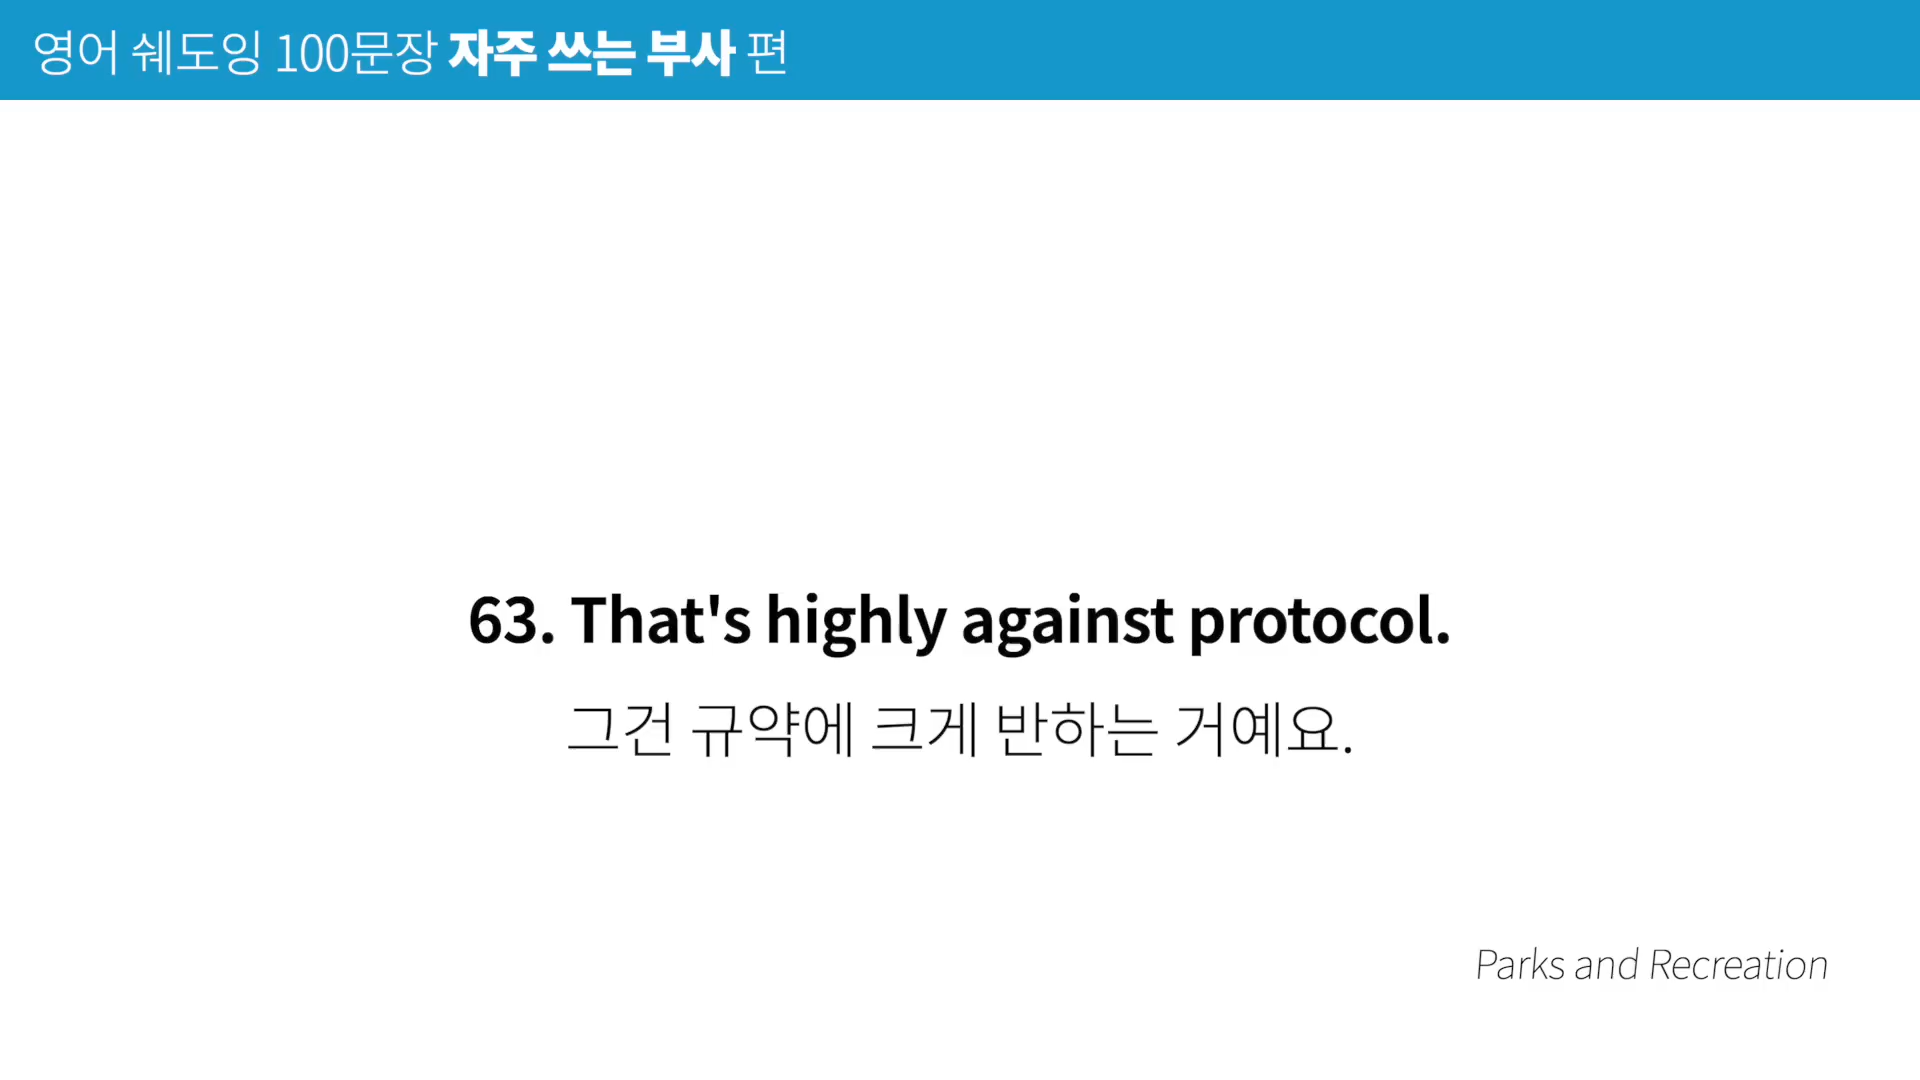 영어 쉐도잉 100문장 자주 쓰는 부사 편
63. That's highly against protocol.
그건 규약에 크게 반하는 거예요.
Parks and Recreation